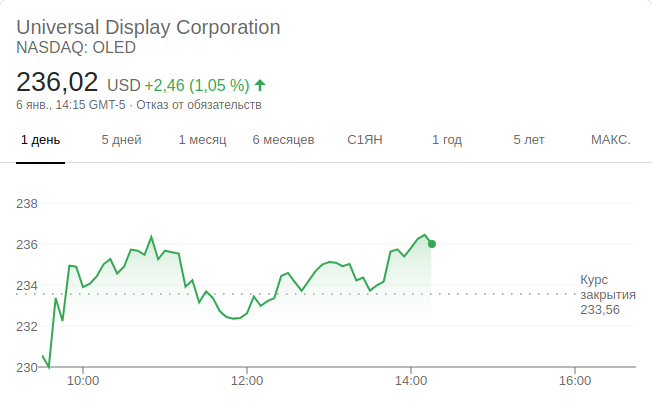 Universal Display Corporation
NASDAQ: OLED
236,02 USD +2,46 (1,05 %)
6 янв., 14:15 GMT-5 · Отказ от обязательств
1 день 5 дней 1 месяц 6 месяцев С1ЯН 1 год 5 лет МАКС.
238
236
234
232
230
Курс
закрытия
233,56
10:00 12:00 14:00 16:00